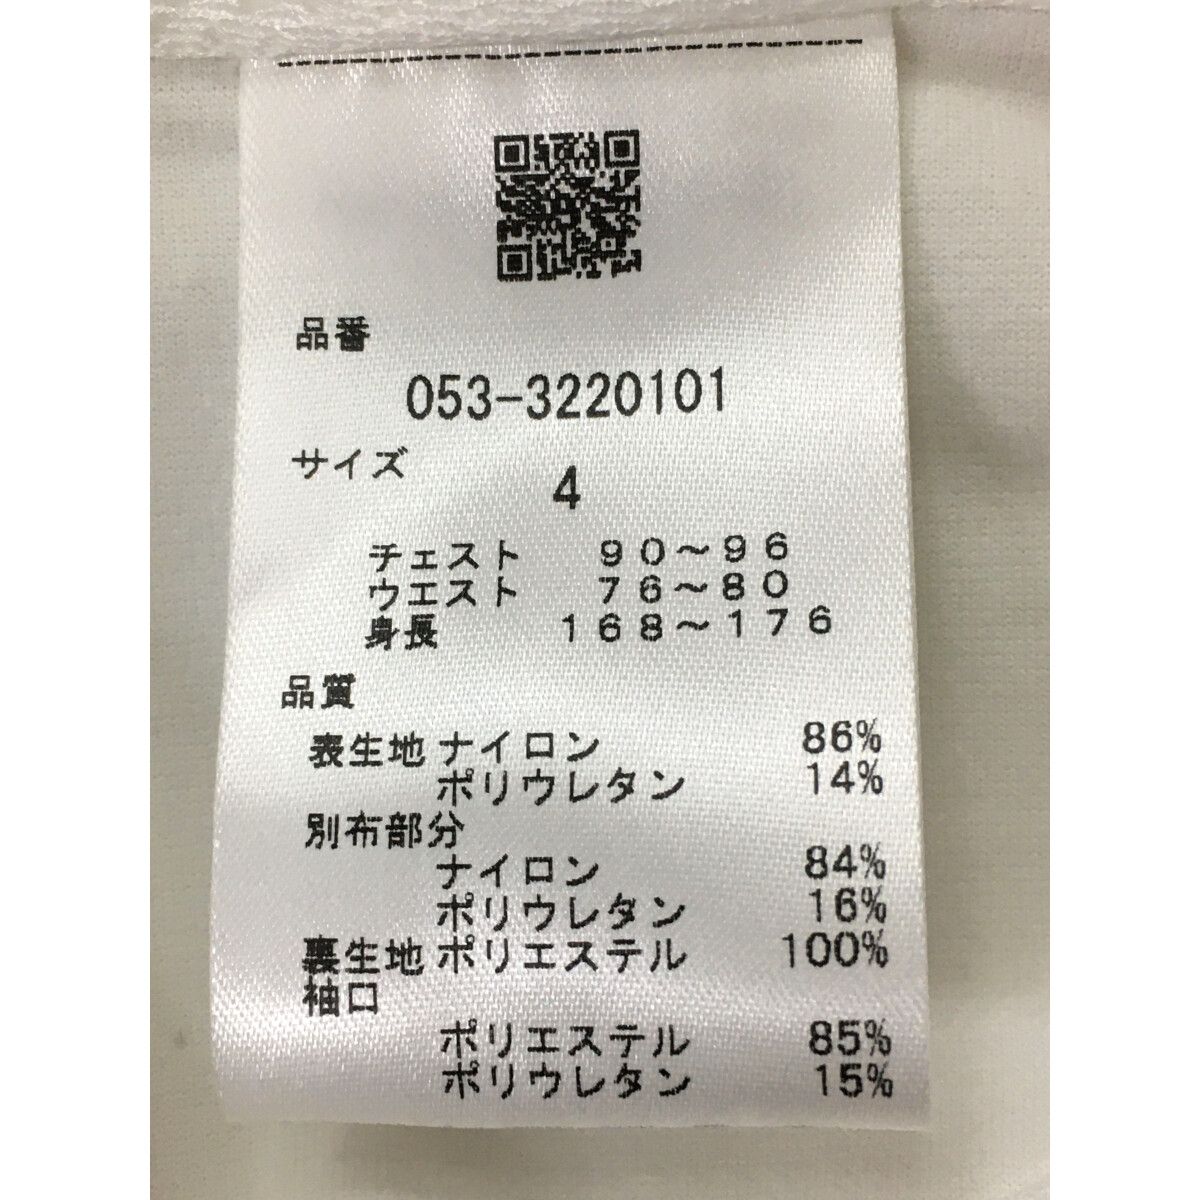 品番
053-3220101
サイズ 4
チェスト ９０～９６
ウエスト ７６～８０
身長 １６８～１７６
品質
表生地 ナイロン 86%
ポリウレタン 14%
別布部分
ナイロン 84%
ポリウレタン 16%
裏生地 ポリエステル 100%
袖口
ポリエステル 85%
ポリウレタン 15%